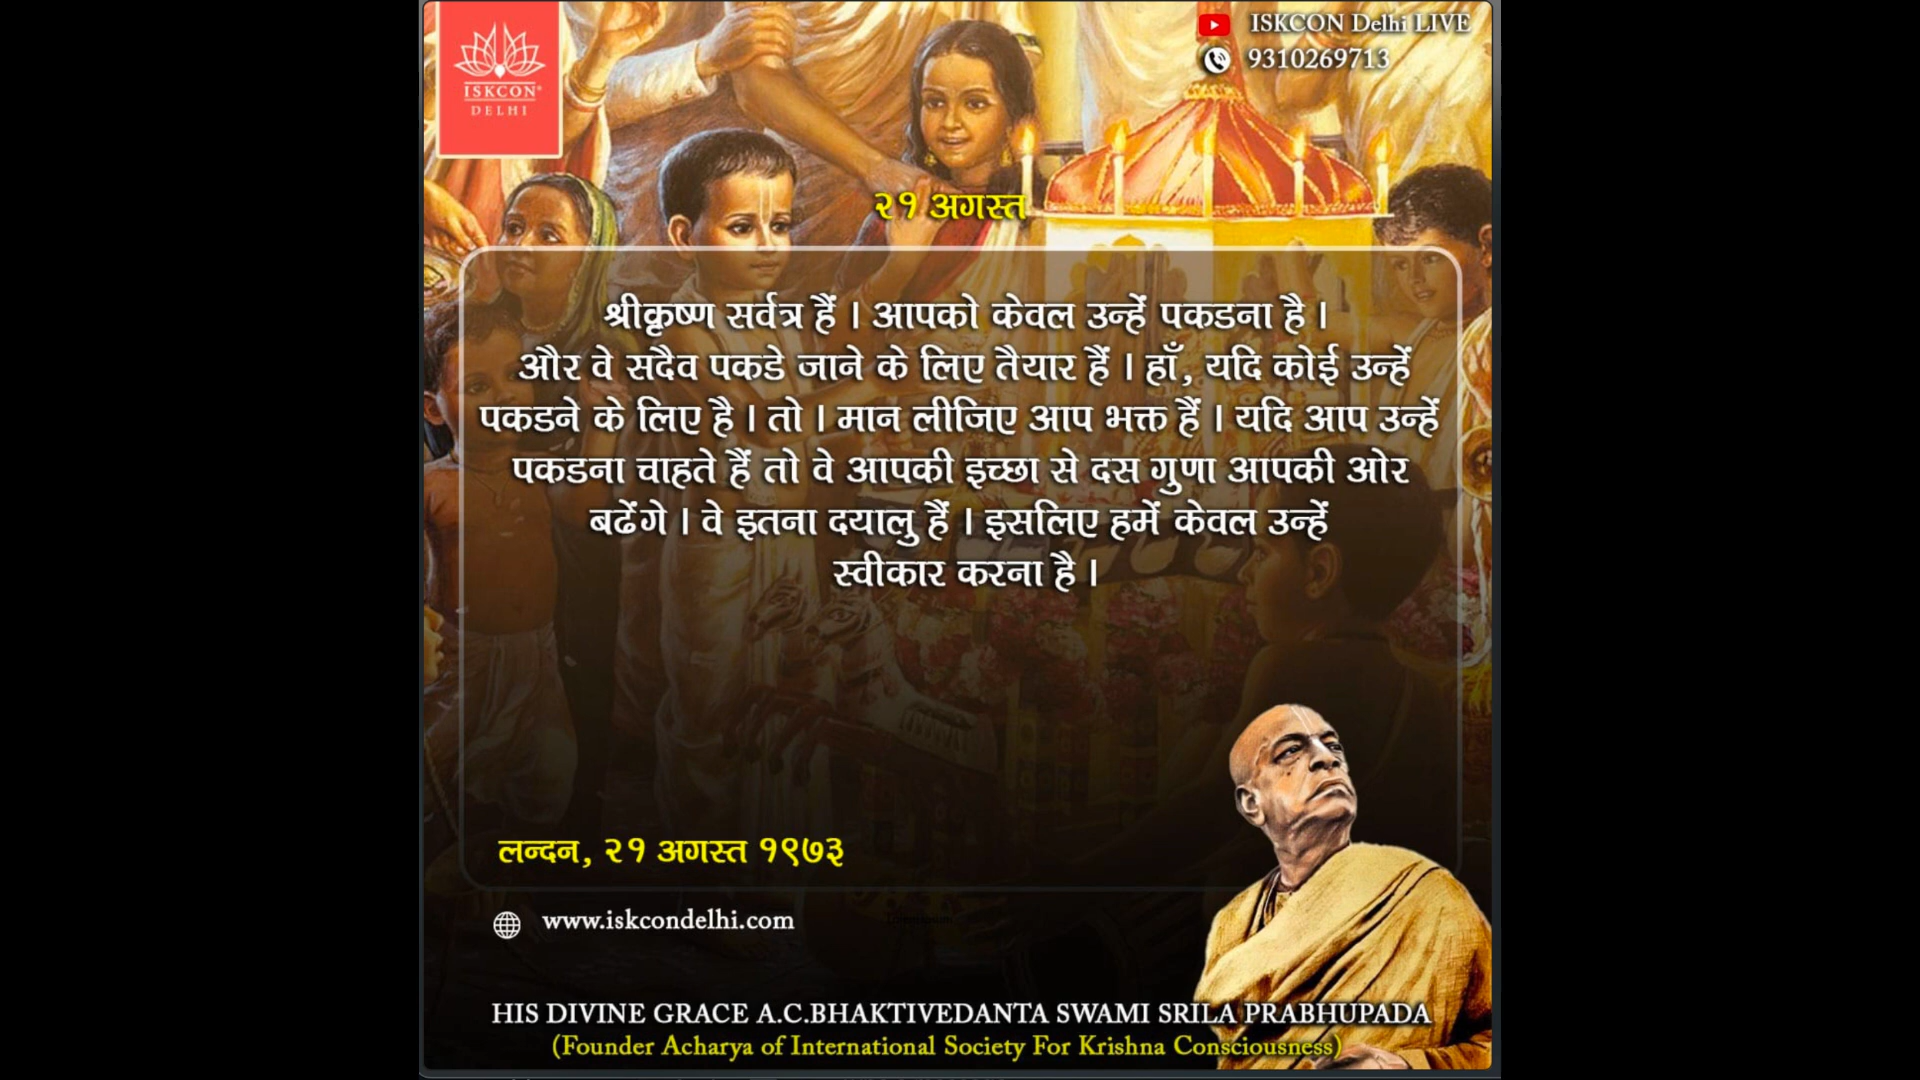 ISKCON Delhi LIVE
9310269713
ISKCON
DELHI
२१ अगस्त
श्रीकृष्ण सर्वत्र हैं । आपको केवल उन्हें पकडना है ।
और वे सदैव पकडे जाने के लिए तैयार हैं । हाँ, यदि कोई उन्हें
पकडने के लिए है । तो । मान लीजिए आप भक्त हैं । यदि आप उन्हें
पकडना चाहते हैं तो वे आपकी इच्छा से दस गुणा आपकी ओर
बढेंगे । वे इतना दयालु हैं । इसलिए हमें केवल उन्हें
स्वीकार करना है ।
लन्दन, २१ अगस्त १९७३
www.iskcondelhi.com
HIS DIVINE GRACE A.C.BHAKTIVEDANTA SWAMI SRILA PRABHUPADA
(Founder Acharya of International Society For Krishna Consciousness)